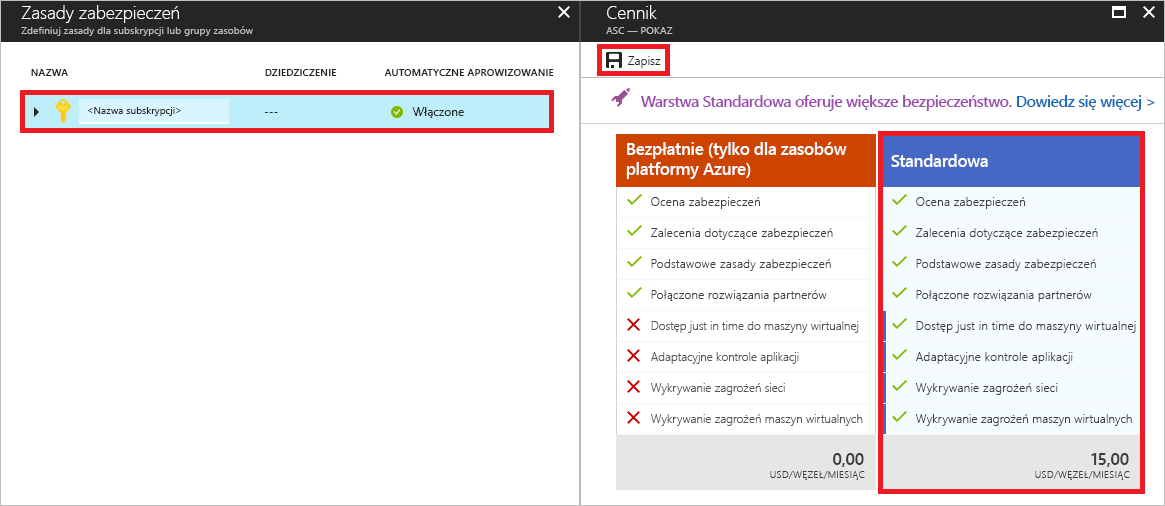 Zasady zabezpieczeń
Zdefiniuj zasady dla subskrypcji lub grupy zasobów
NAZWA
DZIEDZICZENIE
AUTOMATYCZNE APROWIZOWANIE
<Nazwa subskrypcji>
---
Włączone
Cennik
ASC — POKAZ
Zapisz
Warstwa Standardowa oferuje większe bezpieczeństwo. Dowiedz się więcej >
Bezpłatnie (tylko dla zasobów
platformy Azure)
Ocena zabezpieczeń
Zalecenia dotyczące zabezpieczeń
Podstawowe zasady zabezpieczeń
Połączone rozwiązania partnerów
Dostęp just in time do maszyny wirtualnej
Adaptacyjne kontrole aplikacji
Wykrywanie zagrożeń sieci
Wykrywanie zagrożeń maszyn wirtualnych
0,00
USD/WĘZEŁ/MIESIĄC
Standardowa
Ocena zabezpieczeń
Zalecenia dotyczące zabezpieczeń
Podstawowe zasady zabezpieczeń
Połączone rozwiązania partnerów
Dostęp just in time do maszyny wirtualnej
Adaptacyjne kontrole aplikacji
Wykrywanie zagrożeń sieci
Wykrywanie zagrożeń maszyn wirtualnych
15,00
USD/WĘZEŁ/MIESIĄC